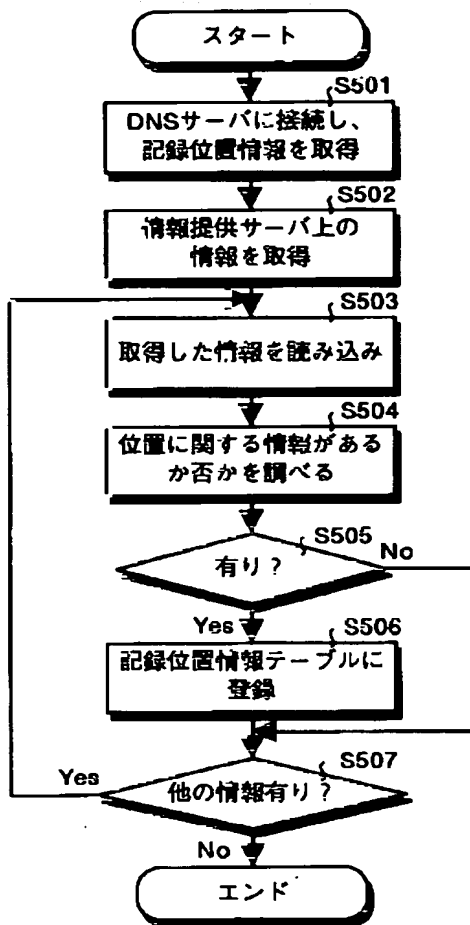 スタート
S501
DNSサーバに接続し、
記録位置情報を取得
S502
情報提供サーバ上の
情報を取得
S503
取得した情報を読み込み
S504
位置に関する情報がある
か否かを調べる
S505
有り?
No
Yes
S506
記録位置情報テーブルに
登録
S507
他の情報有り?
Yes
No
エンド